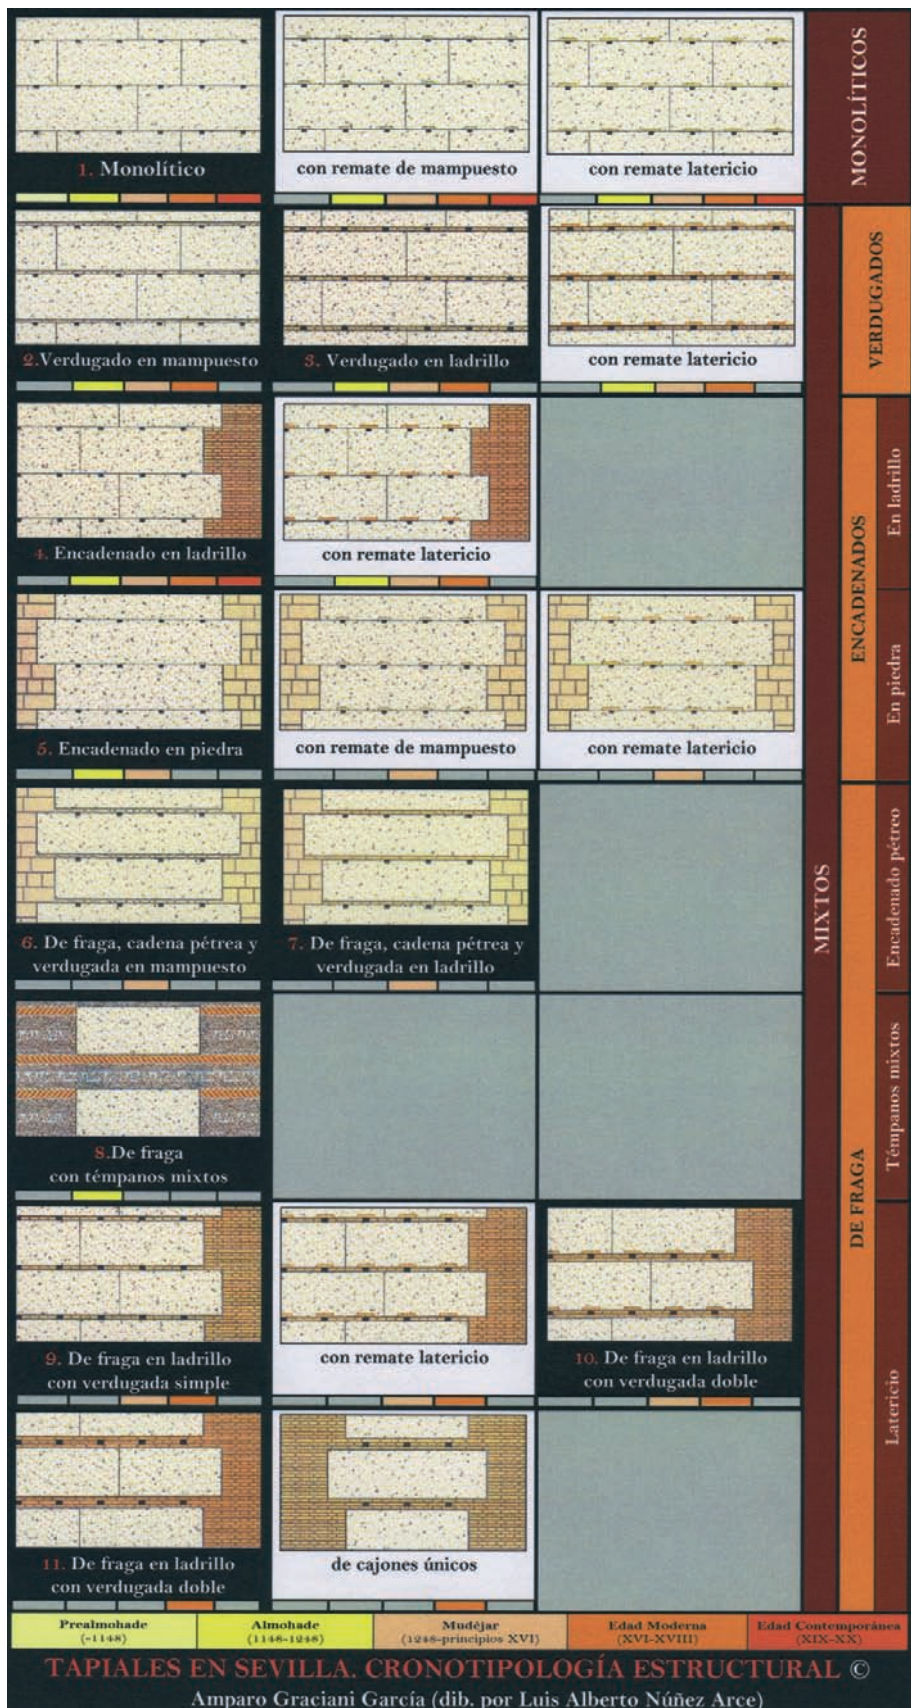 1. Monolítico
con remate de mampuesto
con remate latericio
MONOLÍTICOS
2.Verdugado en mampuesto
3. Verdugado en ladrillo
con remate latericio
VERDUGADOS
4. Encadenado en ladrillo
con remate latericio
En ladrillo
ENCADENADOS
5. Encadenado en piedra
con remate de mampuesto
con remate latericio
En piedra
MIXTOS
6. De fraga, cadena pétrea y
verdugada en mampuesto
7. De fraga, cadena pétrea y
verdugada en ladrillo
Encadenado pétreo
8.De fraga
con témpanos mixtos
Témpanos mixtos
DE FRAGA
9. De fraga en ladrillo
con verdugada simple
con remate latericio
10. De fraga en ladrillo
con verdugada doble
Latericio
11. De fraga en ladrillo
con verdugada doble
de cajones únicos
Prealmohade
(-1148)
Almohade
(1148-1248)
Mudéjar
(1248-principios XVI)
Edad Moderna
(XVI-XVIII)
Edad Contemporánea
(XIX-XX)
TAPIALES EN SEVILLA. CRONOTIPOLOGÍA ESTRUCTURAL ©
Amparo Graciani García (dib. por Luis Alberto Núñez Arce)